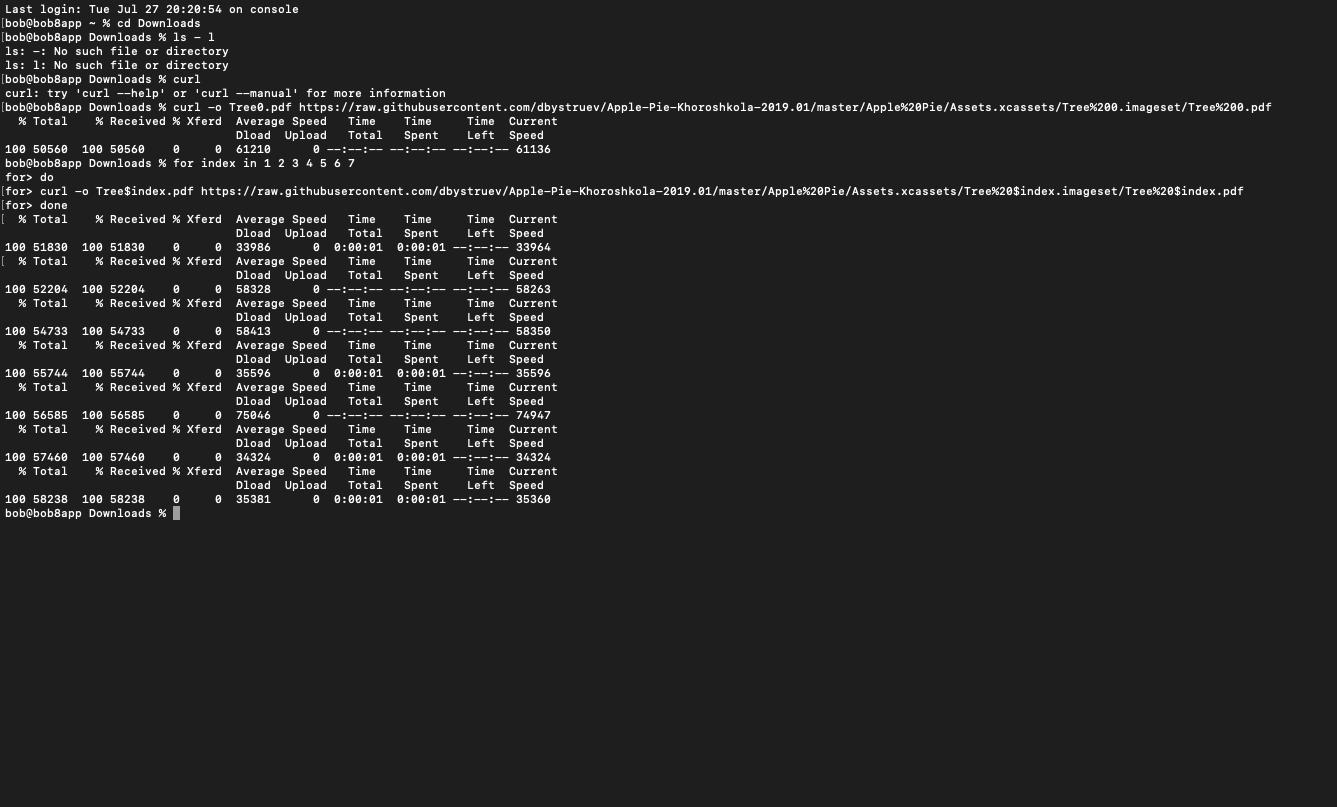 Last login: Tue Jul 27 20:20:54 on console
[bob@bob8app ~ % cd Downloads
[bob@bob8app Downloads % ls - l
ls: -: No such file or directory
ls: l: No such file or directory
[bob@bob8app Downloads % curl
curl: try 'curl --help' or 'curl --manual' for more information
[bob@bob8app Downloads % curl -o Tree0.pdf https://raw.githubusercontent.com/dbystruev/Apple-Pie-Khoroshkola-2019.01/master/Apple%20Pie/Assets.xcassets/Tree%200.imageset/Tree%200.pdf
  % Total    % Received % Xferd  Average Speed   Time    Time     Time  Current
                                 Dload  Upload   Total   Spent    Left  Speed
100 50560  100 50560    0     0  61210      0 --:--:-- --:--:-- --:--:-- 61136
bob@bob8app Downloads % for index in 1 2 3 4 5 6 7
for> do
[for> curl -o Tree$index.pdf https://raw.githubusercontent.com/dbystruev/Apple-Pie-Khoroshkola-2019.01/master/Apple%20Pie/Assets.xcassets/Tree%20$index.imageset/Tree%20$index.pdf
[for> done
[  % Total    % Received % Xferd  Average Speed   Time    Time     Time  Current
                                 Dload  Upload   Total   Spent    Left  Speed
100 51830  100 51830    0     0  33986      0  0:00:01  0:00:01 --:--:-- 33964
[  % Total    % Received % Xferd  Average Speed   Time    Time     Time  Current
                                 Dload  Upload   Total   Spent    Left  Speed
100 52204  100 52204    0     0  58328      0 --:--:-- --:--:-- --:--:-- 58263
  % Total    % Received % Xferd  Average Speed   Time    Time     Time  Current
                                 Dload  Upload   Total   Spent    Left  Speed
100 54733  100 54733    0     0  58413      0 --:--:-- --:--:-- --:--:-- 58350
  % Total    % Received % Xferd  Average Speed   Time    Time     Time  Current
                                 Dload  Upload   Total   Spent    Left  Speed
100 55744  100 55744    0     0  35596      0  0:00:01  0:00:01 --:--:-- 35596
  % Total    % Received % Xferd  Average Speed   Time    Time     Time  Current
                                 Dload  Upload   Total   Spent    Left  Speed
100 56585  100 56585    0     0  75046      0 --:--:-- --:--:-- --:--:-- 74947
  % Total    % Received % Xferd  Average Speed   Time    Time     Time  Current
                                 Dload  Upload   Total   Spent    Left  Speed
100 57460  100 57460    0     0  34324      0  0:00:01  0:00:01 --:--:-- 34324
  % Total    % Received % Xferd  Average Speed   Time    Time     Time  Current
                                 Dload  Upload   Total   Spent    Left  Speed
100 58238  100 58238    0     0  35381      0  0:00:01  0:00:01 --:--:-- 35360
bob@bob8app Downloads %